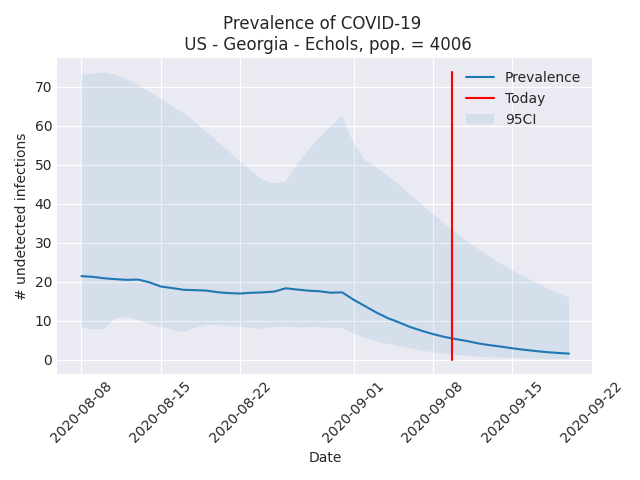 Prevalence of COVID-19
US - Georgia - Echols, pop. = 4006
Prevalence
Today
95CI
# undetected infections
70
60
50
40
30
20
10
0
2020-08-08
2020-08-15
2020-08-22
2020-09-01
2020-09-08
2020-09-15
2020-09-22
Date